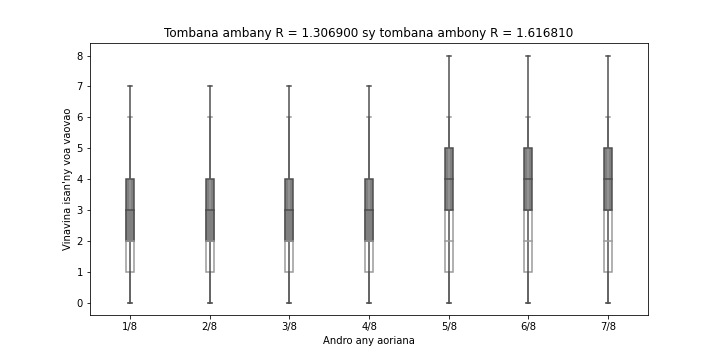 Tombana ambany R = 1.306900 sy tombana ambony R = 1.616810
Vinavina isan'ny voa vaovao
8
7
6
5
4
3
2
1
0
1/8 2/8 3/8 4/8 5/8 6/8 7/8
Andro any aoriana